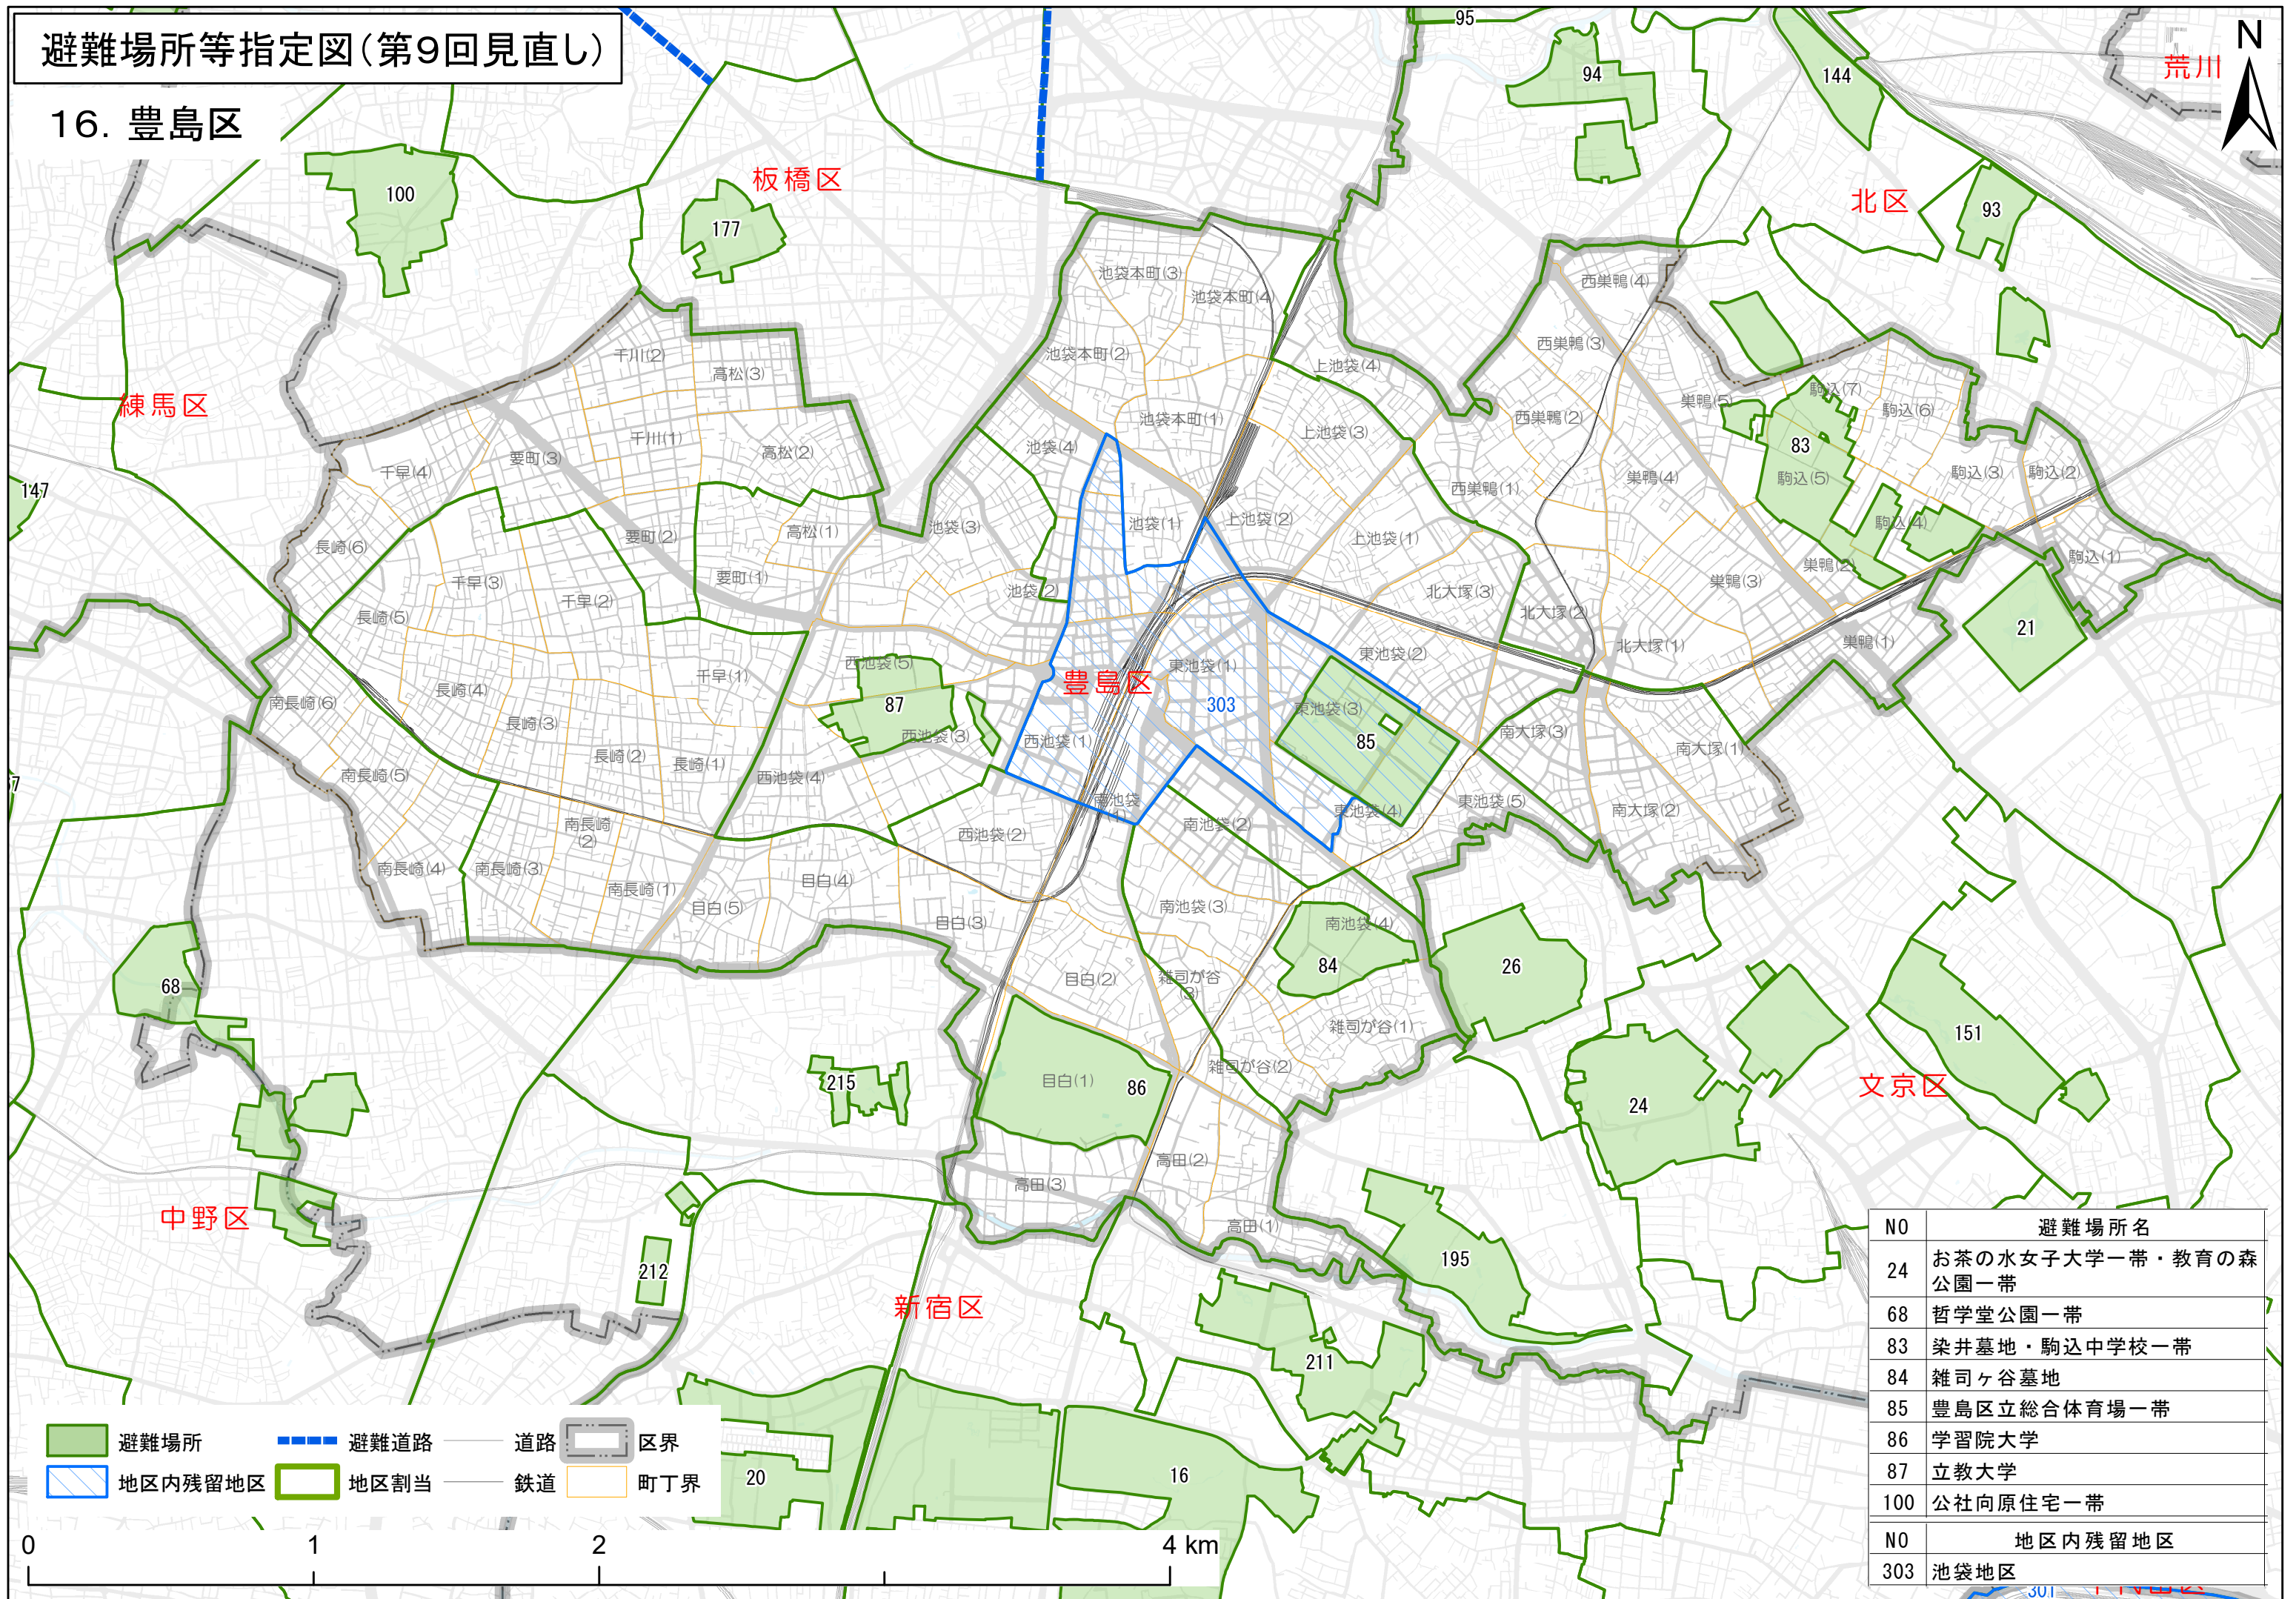 避難場所等指定図(第9回見直し)
16. 豊島区
N
95
94
144
荒川
板橋区
北区
100
177
93
池袋本町(3)
池袋本町(4)
西巣鴨(4)
千川(2)
高松(3)
池袋本町(2)
上池袋(4)
西巣鴨(3)
練馬区
駒込(7)
巣鴨(5)
駒込(6)
池袋本町(1)
西巣鴨(2)
千川(1)
高松(2)
池袋(4)
上池袋(3)
83
要町(3)
千早(4)
駒込(3)
駒込(2)
147
巣鴨(4)
駒込(5)
西巣鴨(1)
高松(1)
池袋(3)
池袋(1)
上池袋(2)
駒込(4)
長崎(6)
要町(2)
上池袋(1)
駒込(1)
巣鴨(2)
千早(3)
要町(1)
巣鴨(3)
千早(2)
池袋(2)
北大塚(3)
北大塚(2)
長崎(5)
21
北大塚(1)
巣鴨(1)
西池袋(5)
東池袋(1)
東池袋(2)
千早(1)
豊島区
長崎(4)
南長崎(6)
87
303
東池袋(3)
長崎(3)
西池袋(3)
西池袋(1)
85
南大塚(3)
南大塚(1)
長崎(2)
長崎(1)
南長崎(5)
西池袋(4)
南池袋
(1)
東池袋(4)
東池袋(5)
南大塚(2)
南長崎
(2)
西池袋(2)
南池袋(2)
南長崎(4)
南長崎(3)
南長崎(1)
目白(4)
目白(5)
目白(3)
南池袋(3)
南池袋(4)
84
26
68
目白(2)
雑司が谷
(3)
雑司が谷(1)
151
雑司が谷(2)
215
目白(1)
86
文京区
24
高田(2)
高田(3)
中野区
高田(1)
195
212
新宿区
211
20
16
NO 避難場所名
24 お茶の水女子大学一帯・教育の森
公園一帯
68 哲学堂公園一帯
83 染井墓地・駒込中学校一帯
84 雑司ヶ谷墓地
85 豊島区立総合体育場一帯
86 学習院大学
87 立教大学
100 公社向原住宅一帯
NO 地区内残留地区
303 池袋地区
避難場所 避難道路 道路 区界
地区内残留地区 地区割当 鉄道 町丁界
0 1 2 4 km